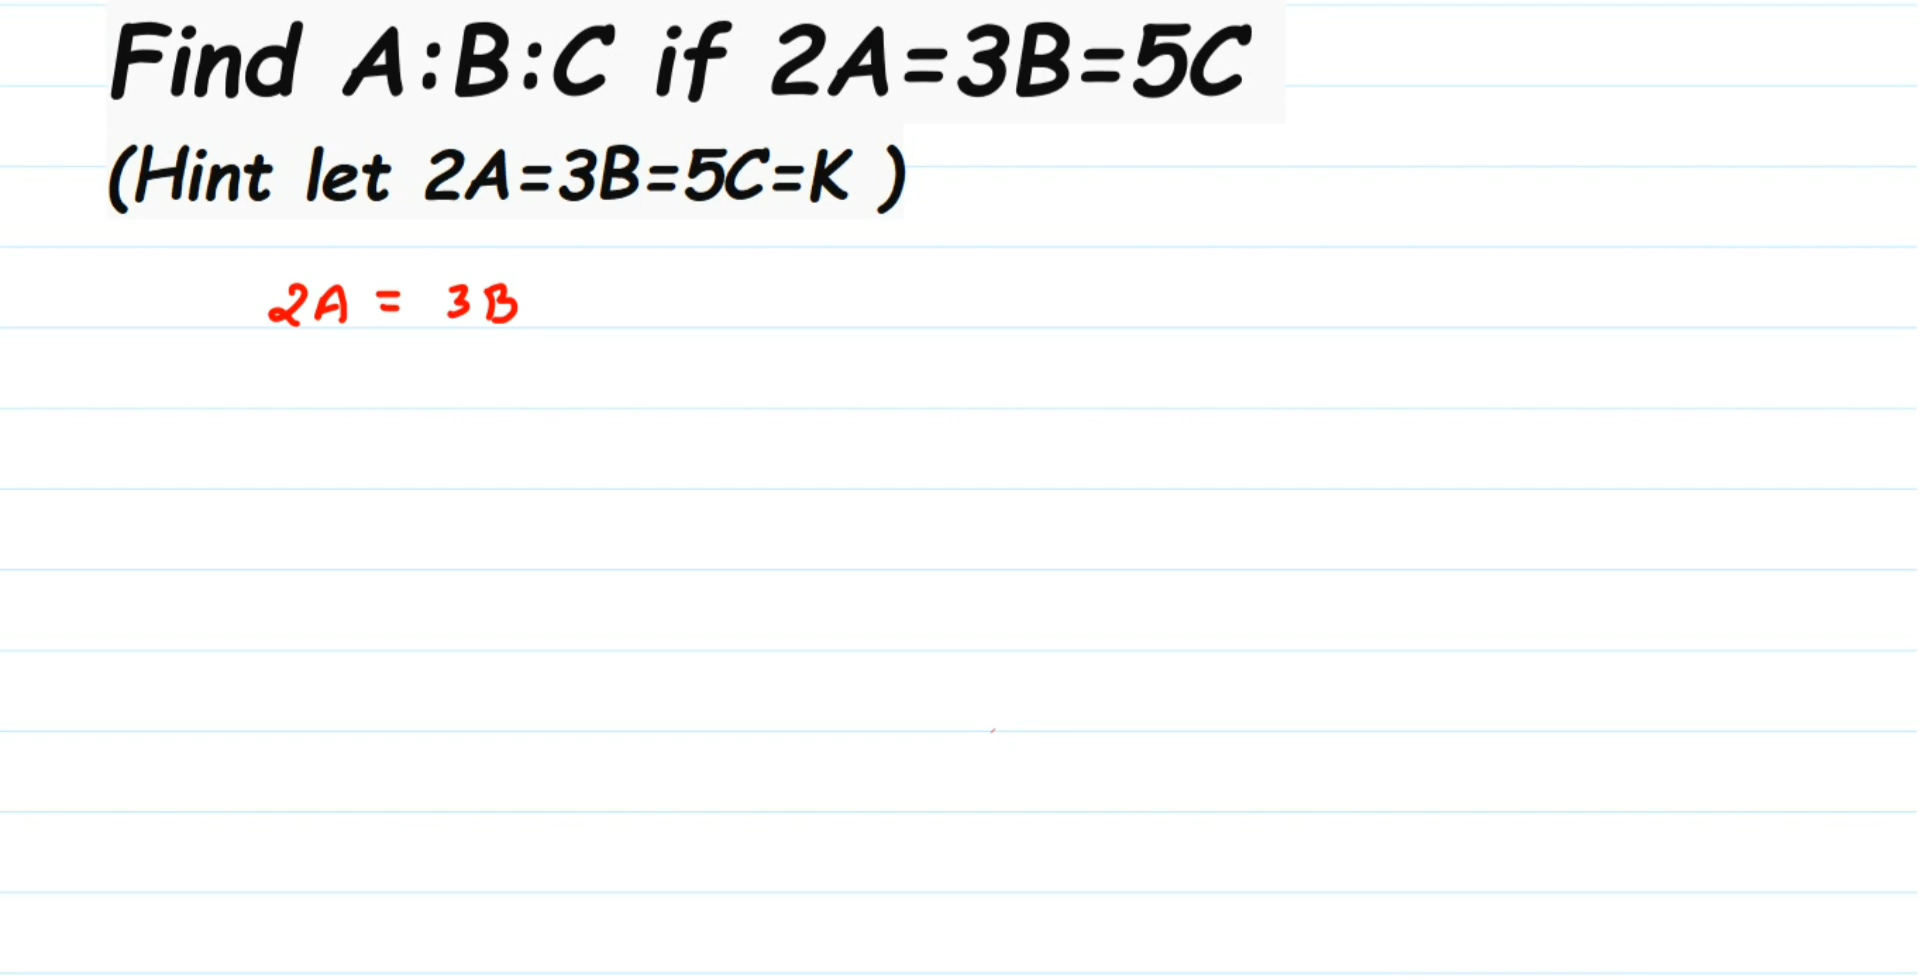 Find A:B:C if 2A=3B=5C
(Hint let 2A=3B=5C=K )
2A = 3B